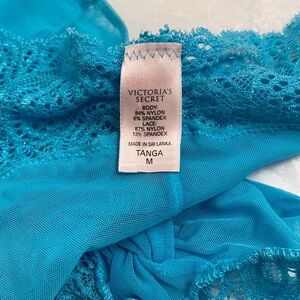 VICTORIA'S
SECRET
BODY:
94% NYLON
6% SPANDEX
LACE:
87% NYLON
13% SPANDEX
MADE IN SRI LANKA
TANGA
M